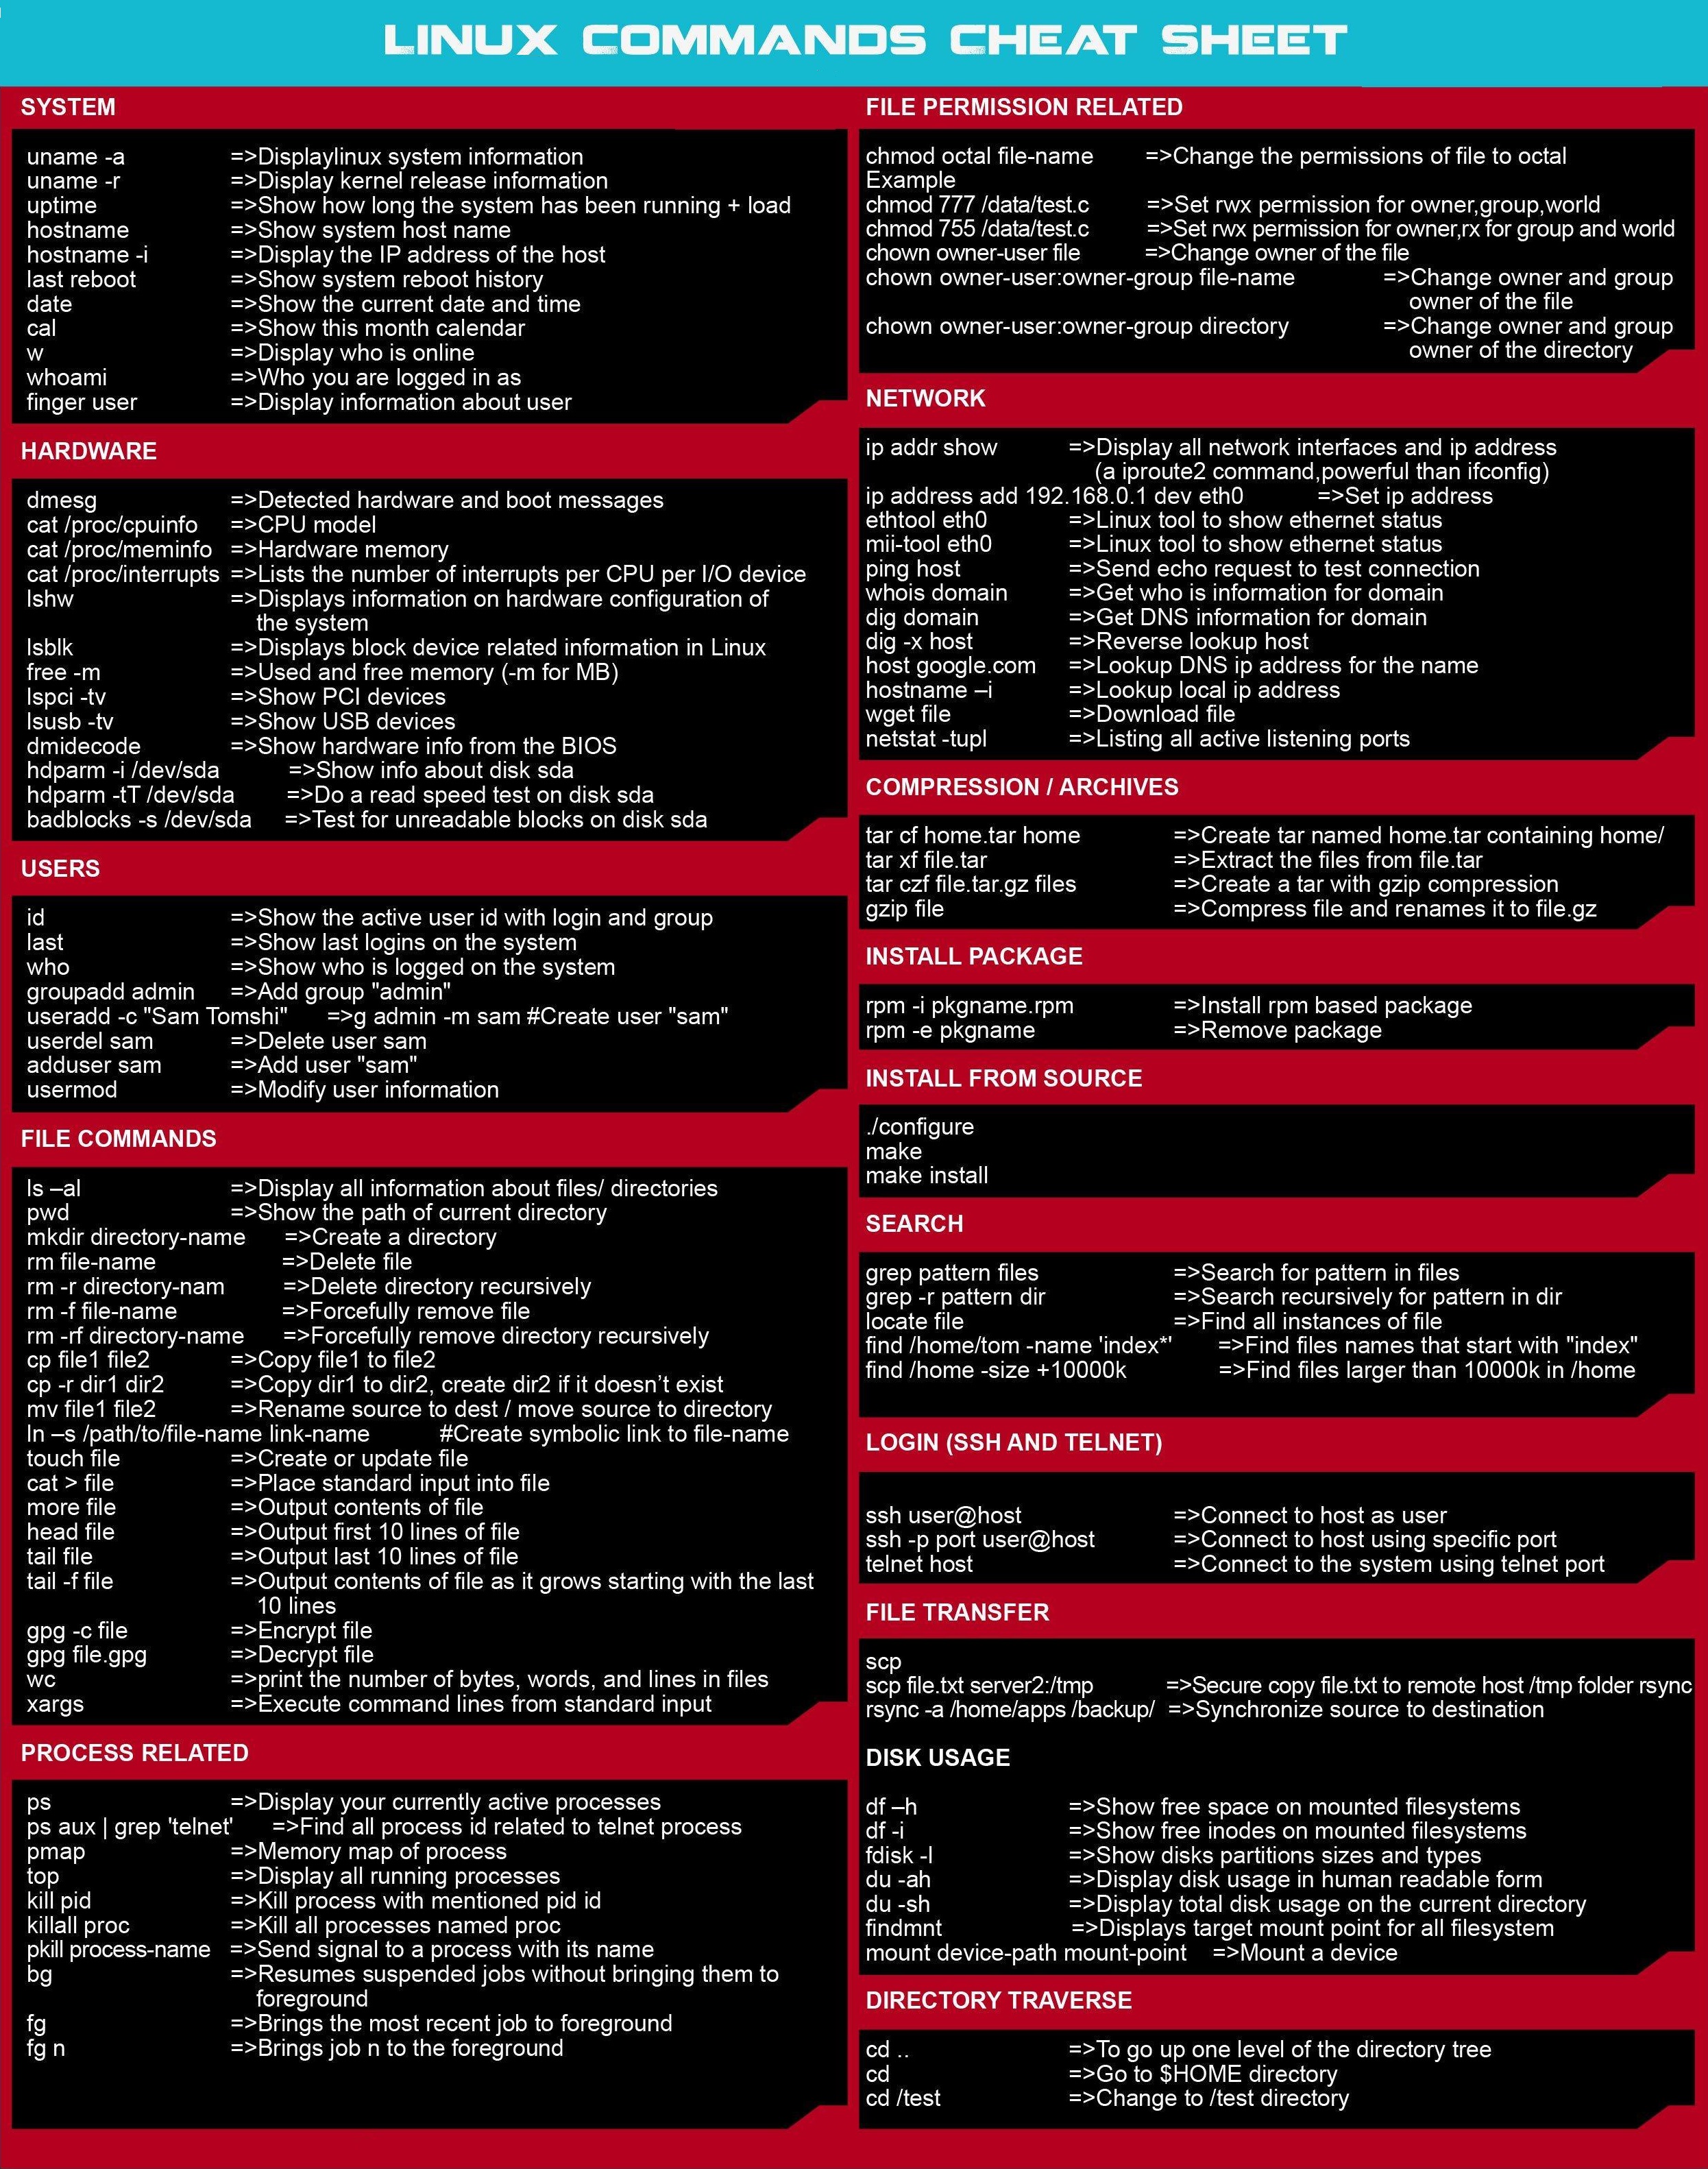 LINUX COMMANDS CHEAT SHEET
SYSTEM
uname -a =>Displaylinux system information
uname -r =>Display kernel release information
uptime =>Show how long the system has been running + load
hostname =>Show system host name
hostname -i =>Display the IP address of the host
last reboot =>Show system reboot history
date =>Show the current date and time
cal =>Show this month calendar
w =>Display who is online
whoami =>Who you are logged in as
finger user =>Display information about user
HARDWARE
dmesg =>Detected hardware and boot messages
cat /proc/cpuinfo =>CPU model
cat /proc/meminfo =>Hardware memory
cat /proc/interrupts =>Lists the number of interrupts per CPU per I/O device
lshw =>Displays information on hardware configuration of
the system
lsblk =>Displays block device related information in Linux
free -m =>Used and free memory (-m for MB)
lspci -tv =>Show PCI devices
lsusb -tv =>Show USB devices
dmidecode =>Show hardware info from the BIOS
hdparm -i /dev/sda =>Show info about disk sda
hdparm -tT /dev/sda =>Do a read speed test on disk sda
badblocks -s /dev/sda =>Test for unreadable blocks on disk sda
USERS
id =>Show the active user id with login and group
last =>Show last logins on the system
who =>Show who is logged on the system
groupadd admin =>Add group "admin"
useradd -c "Sam Tomshi" =>g admin -m sam #Create user "sam"
userdel sam =>Delete user sam
adduser sam =>Add user "sam"
usermod =>Modify user information
FILE COMMANDS
ls –al =>Display all information about files/ directories
pwd =>Show the path of current directory
mkdir directory-name =>Create a directory
rm file-name =>Delete file
rm -r directory-nam =>Delete directory recursively
rm -f file-name =>Forcefully remove file
rm -rf directory-name =>Forcefully remove directory recursively
cp file1 file2 =>Copy file1 to file2
cp -r dir1 dir2 =>Copy dir1 to dir2, create dir2 if it doesn’t exist
mv file1 file2 =>Rename source to dest / move source to directory
ln –s /path/to/file-name link-name #Create symbolic link to file-name
touch file =>Create or update file
cat > file =>Place standard input into file
more file =>Output contents of file
head file =>Output first 10 lines of file
tail file =>Output last 10 lines of file
tail -f file =>Output contents of file as it grows starting with the last
10 lines
gpg -c file =>Encrypt file
gpg file.gpg =>Decrypt file
wc =>print the number of bytes, words, and lines in files
xargs =>Execute command lines from standard input
PROCESS RELATED
ps =>Display your currently active processes
ps aux | grep 'telnet' =>Find all process id related to telnet process
pmap =>Memory map of process
top =>Display all running processes
kill pid =>Kill process with mentioned pid id
killall proc =>Kill all processes named proc
pkill process-name =>Send signal to a process with its name
bg =>Resumes suspended jobs without bringing them to
foreground
fg =>Brings the most recent job to foreground
fg n =>Brings job n to the foreground
FILE PERMISSION RELATED
chmod octal file-name =>Change the permissions of file to octal
Example
chmod 777 /data/test.c =>Set rwx permission for owner,group,world
chmod 755 /data/test.c =>Set rwx permission for owner,rx for group and world
chown owner-user file =>Change owner of the file
chown owner-user:owner-group file-name =>Change owner and group
owner of the file
chown owner-user:owner-group directory =>Change owner and group
owner of the directory
NETWORK
ip addr show =>Display all network interfaces and ip address
(a iproute2 command,powerful than ifconfig)
ip address add 192.168.0.1 dev eth0 =>Set ip address
ethtool eth0 =>Linux tool to show ethernet status
mii-tool eth0 =>Linux tool to show ethernet status
ping host =>Send echo request to test connection
whois domain =>Get who is information for domain
dig domain =>Get DNS information for domain
dig -x host =>Reverse lookup host
host google.com =>Lookup DNS ip address for the name
hostname –i =>Lookup local ip address
wget file =>Download file
netstat -tupl =>Listing all active listening ports
COMPRESSION / ARCHIVES
tar cf home.tar home =>Create tar named home.tar containing home/
tar xf file.tar =>Extract the files from file.tar
tar czf file.tar.gz files =>Create a tar with gzip compression
gzip file =>Compress file and renames it to file.gz
INSTALL PACKAGE
rpm -i pkgname.rpm =>Install rpm based package
rpm -e pkgname =>Remove package
INSTALL FROM SOURCE
./configure
make
make install
SEARCH
grep pattern files =>Search for pattern in files
grep -r pattern dir =>Search recursively for pattern in dir
locate file =>Find all instances of file
find /home/tom -name 'index*' =>Find files names that start with "index"
find /home -size +10000k =>Find files larger than 10000k in /home
LOGIN (SSH AND TELNET)
ssh user@host =>Connect to host as user
ssh -p port user@host =>Connect to host using specific port
telnet host =>Connect to the system using telnet port
FILE TRANSFER
scp
scp file.txt server2:/tmp =>Secure copy file.txt to remote host /tmp folder rsync
rsync -a /home/apps /backup/ =>Synchronize source to destination
DISK USAGE
df –h =>Show free space on mounted filesystems
df -i =>Show free inodes on mounted filesystems
fdisk -l =>Show disks partitions sizes and types
du -ah =>Display disk usage in human readable form
du -sh =>Display total disk usage on the current directory
findmnt =>Displays target mount point for all filesystem
mount device-path mount-point =>Mount a device
DIRECTORY TRAVERSE
cd .. =>To go up one level of the directory tree
cd =>Go to $HOME directory
cd /test =>Change to /test directory